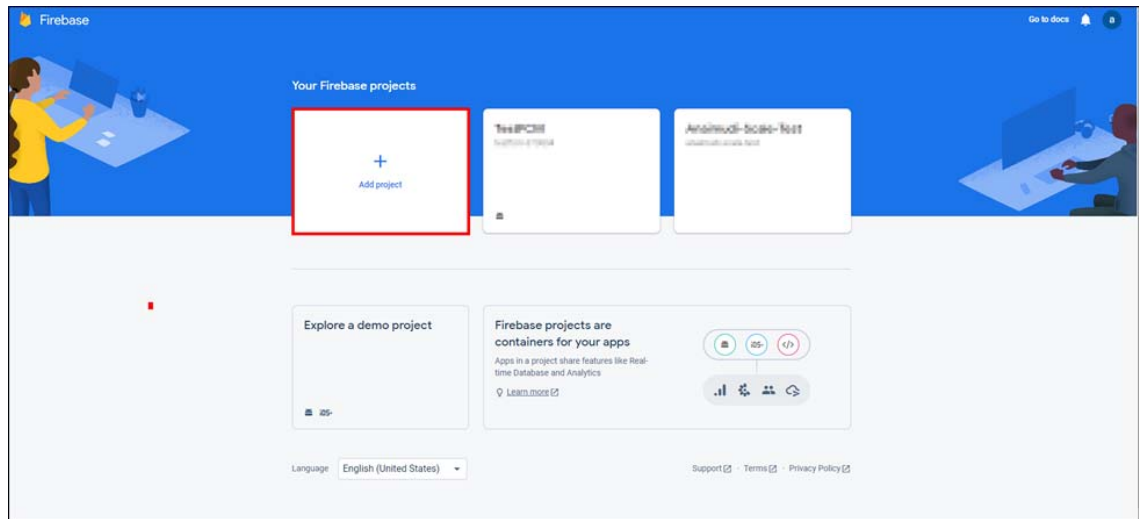 Firebase
Go to docs
a
Your Firebase projects
+
Add project
Explore a demo project
Firebase projects are
containers for your apps
Apps in a project share features like Real-
time Database and Analytics
Learn more
iOS+
</>
iOS+
Language
English (United States)
Support · Terms · Privacy Policy